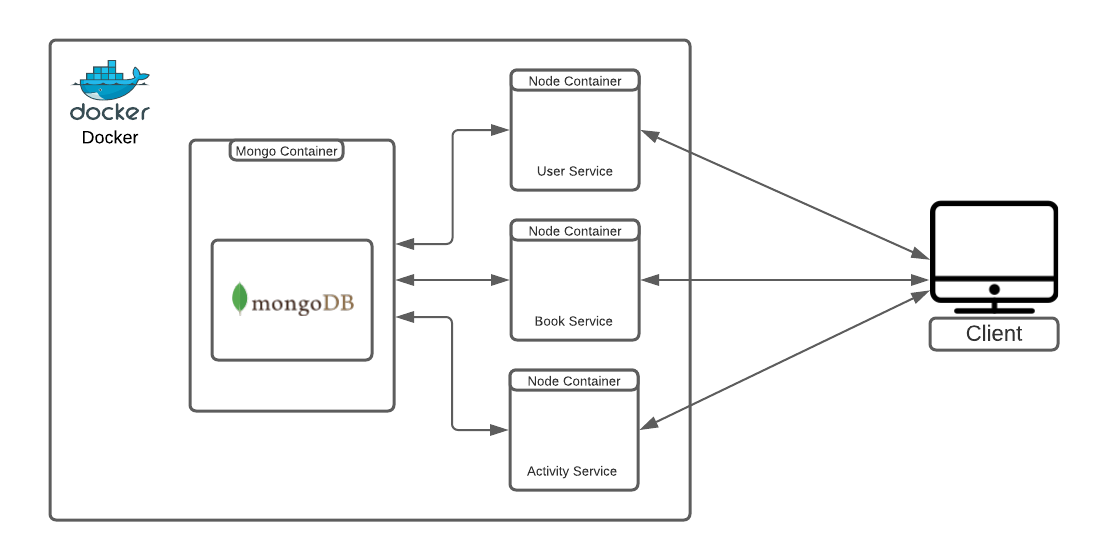 docker
Docker
Mongo Container
mongoDB
Node Container
User Service
Node Container
Book Service
Node Container
Activity Service
Client